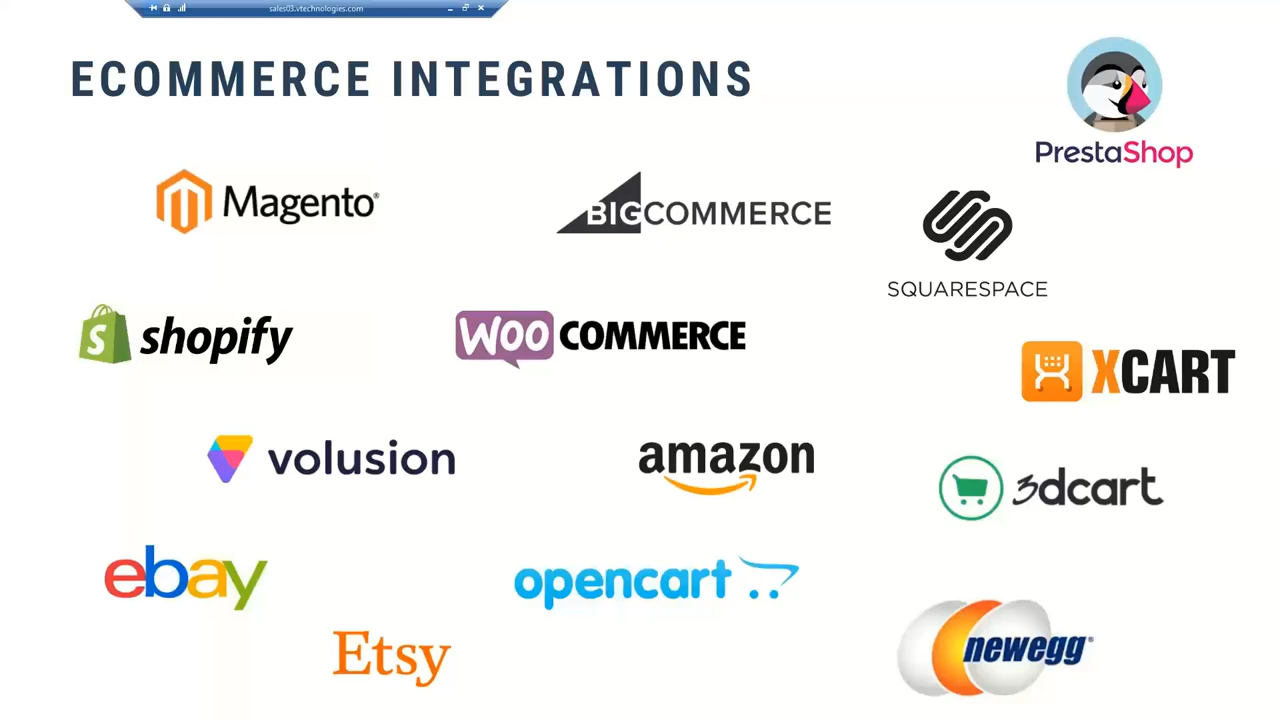 sales03.vtechnologies.com
ECOMMERCE INTEGRATIONS
PrestaShop
Magento®
BIGCOMMERCE
SQUARESPACE
S shopify
WOOCOMMERCE
XCART
volusion
amazon
3dcart
ebay
opencart
Etsy
newegg®